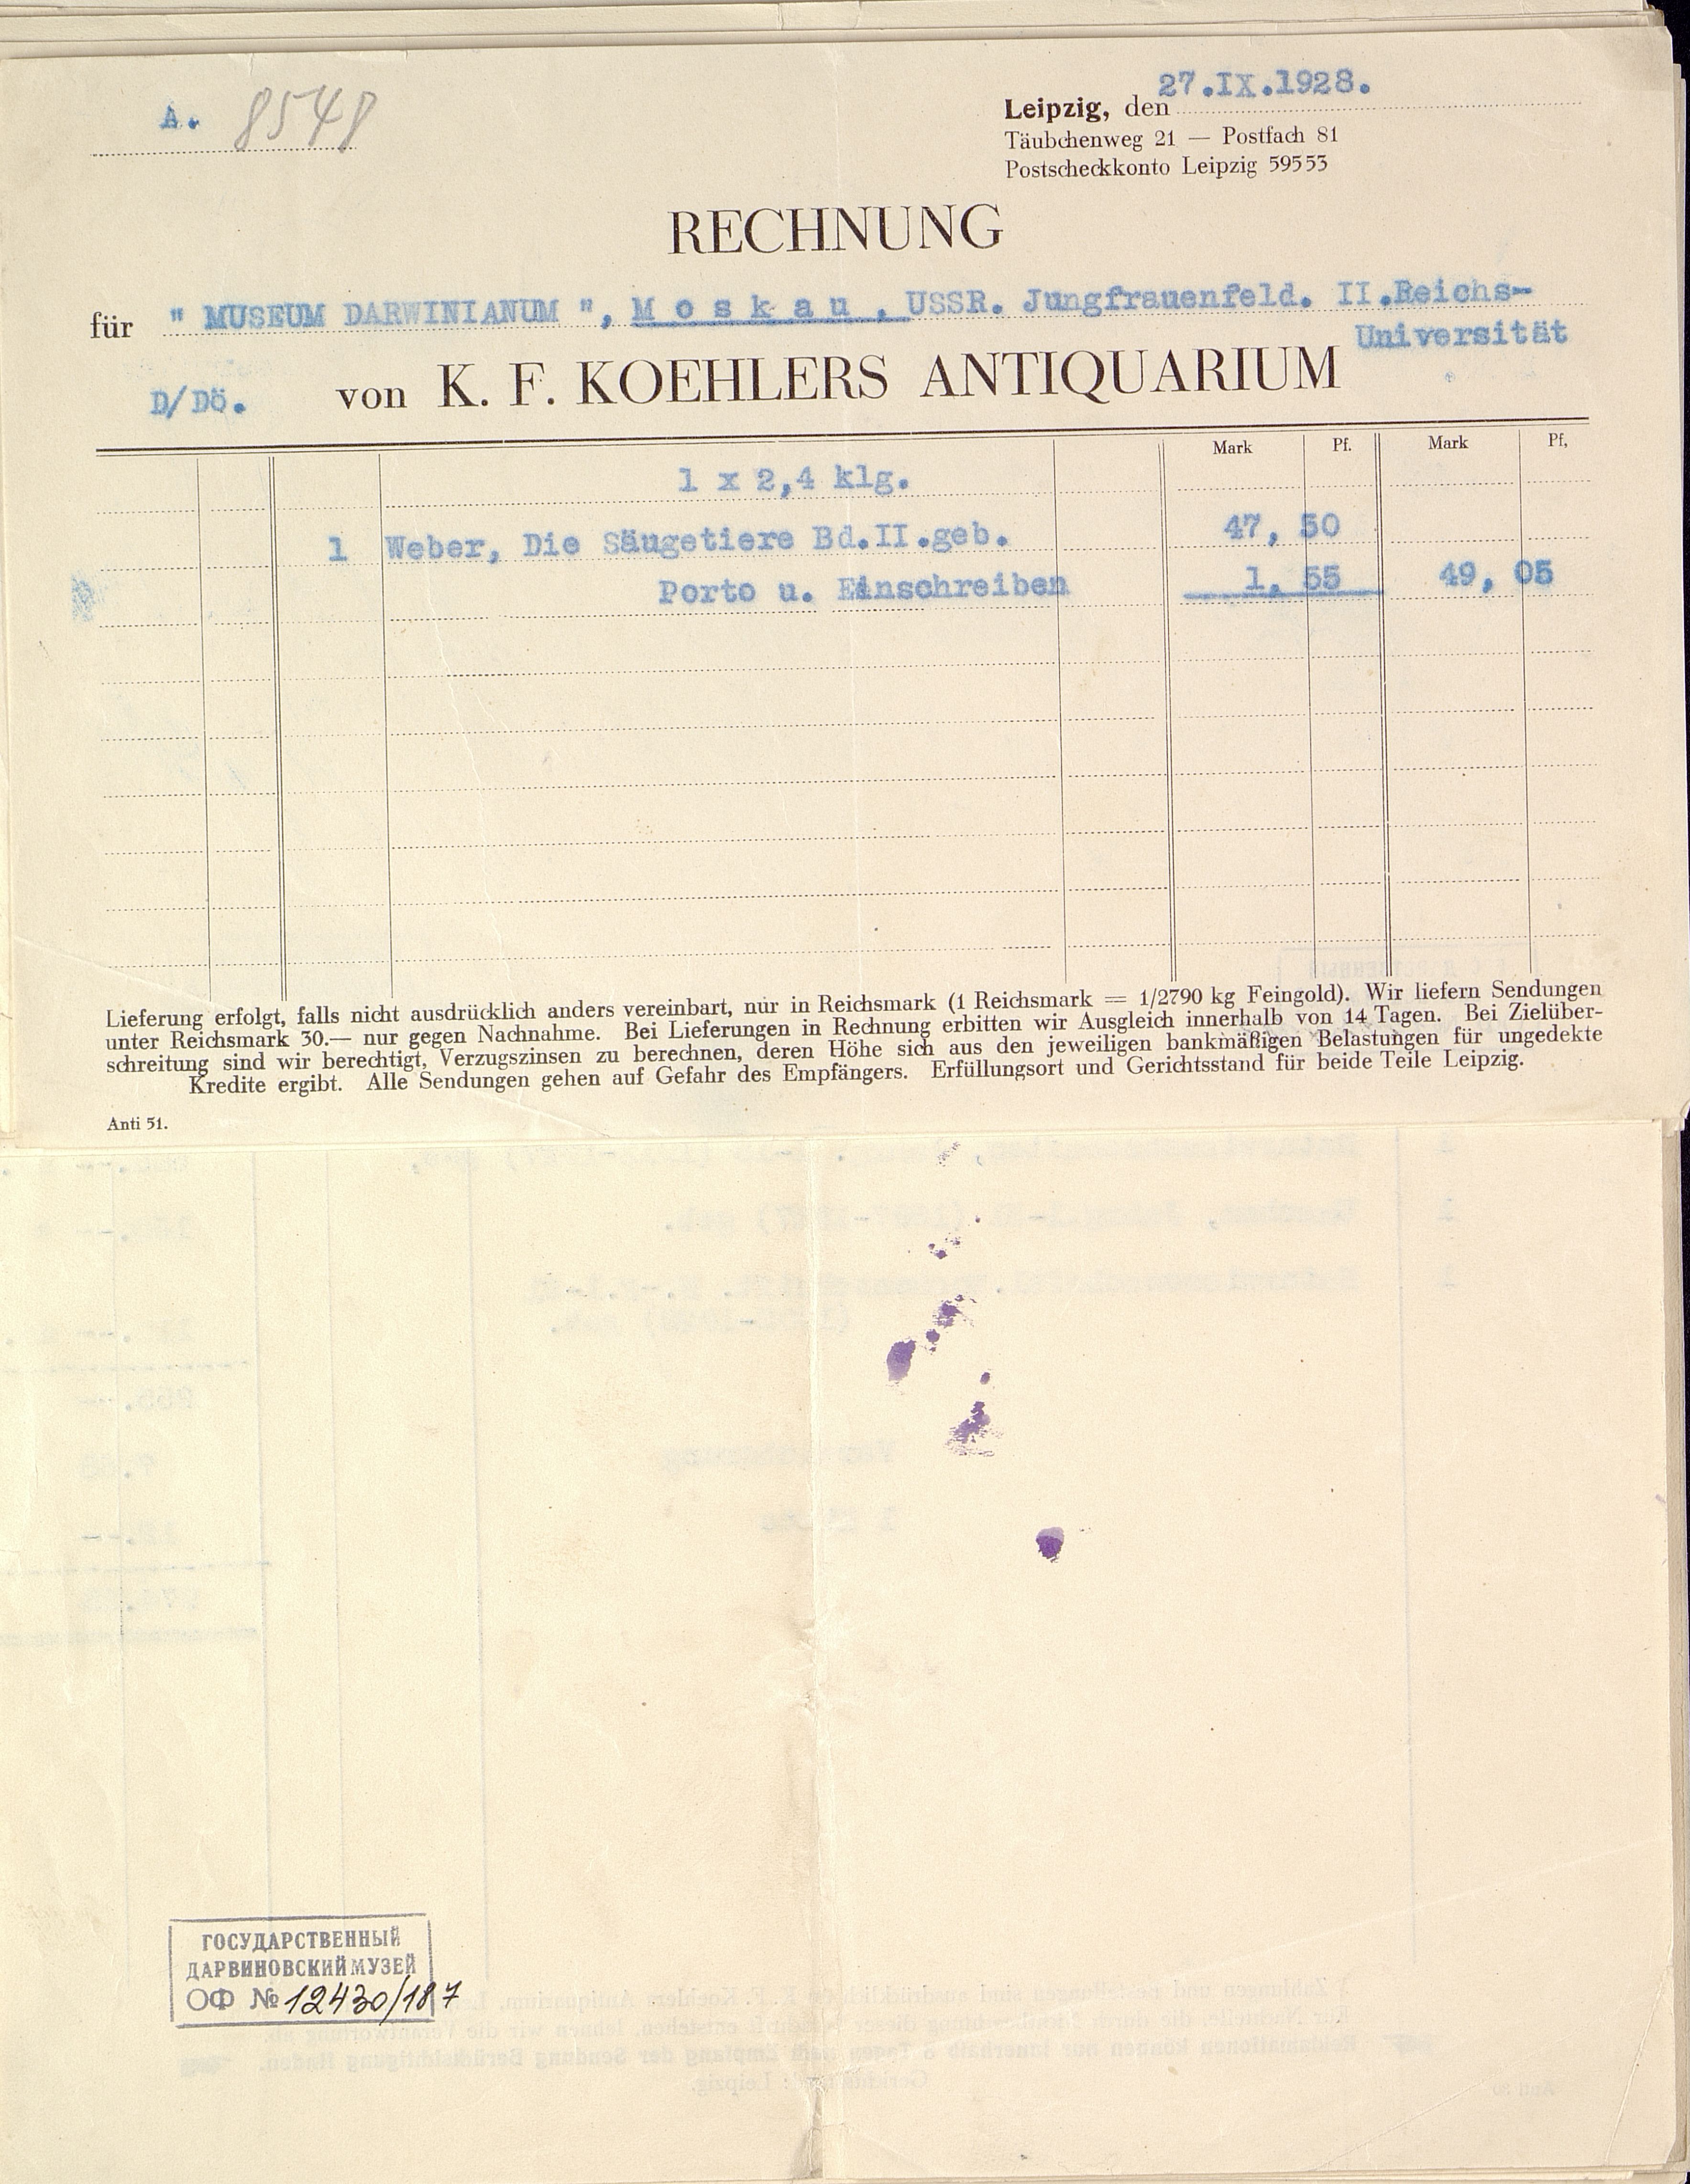 A. 8548
27.IX.1928.
Leipzig, den
Täubchenweg 21 — Postfach 81
Postscheckkonto Leipzig 59553
RECHNUNG
für " MUSEUM DARWINIANUM ", M o s k a u , USSR. Jungfrauenfeld. II.Reichs-
Universität
D/Dö. von K. F. KOEHLERS ANTIQUARIUM
Mark Pf. Mark Pf,
1 x 2,4 klg.
1 Weber, Die Säugetiere Bd.II.geb. 47, 50
Porto u. Einschreiben 1, 55 49, 05
Lieferung erfolgt, falls nicht ausdrücklich anders vereinbart, nur in Reichsmark (1 Reichsmark = 1/2790 kg Feingold). Wir liefern Sendungen
unter Reichsmark 30.— nur gegen Nachnahme. Bei Lieferungen in Rechnung erbitten wir Ausgleich innerhalb von 14 Tagen. Bei Zielüber-
schreitung sind wir berechtigt, Verzugszinsen zu berechnen, deren Höhe sich aus den jeweiligen bankmäßigen Belastungen für ungedekte
Kredite ergibt. Alle Sendungen gehen auf Gefahr des Empfängers. Erfüllungsort und Gerichtsstand für beide Teile Leipzig.
Anti 51.
ГОСУДАРСТВЕННЫЙ
ДАРВИНОВСКИЙ МУЗЕЙ
ОФ № 12430/187